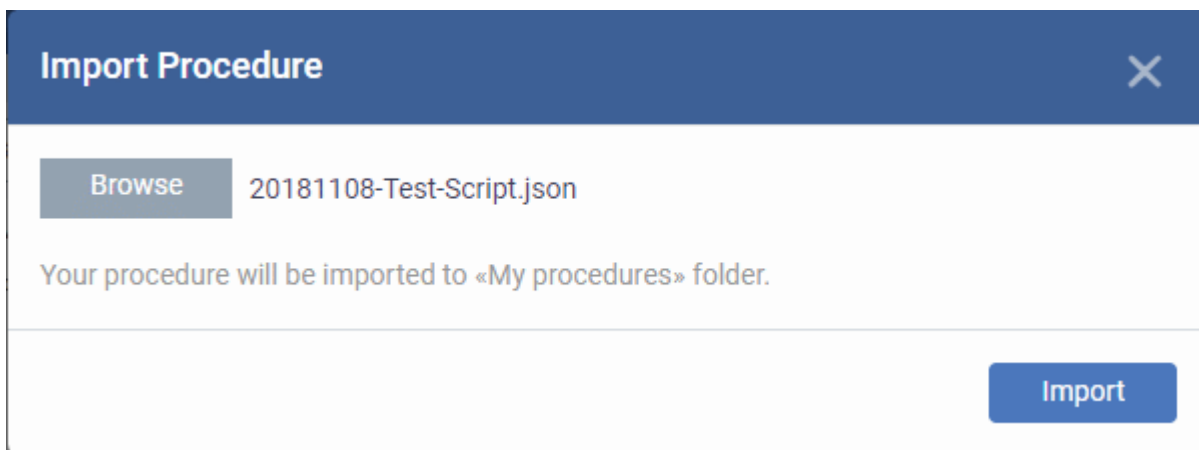 Import Procedure
Browse 20181108-Test-Script.json
Your procedure will be imported to «My procedures» folder.
Import